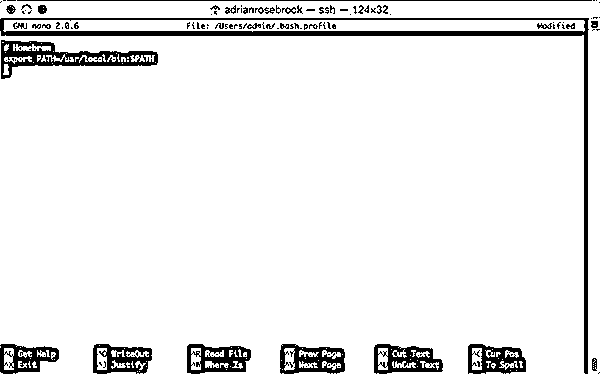 adrianrosebrock — ssh — 124x32
GNU nano 2.0.6 File: /Users/admin/.bash_profile Modified
# Homebrew
export PATH=/usr/local/bin:$PATH
^G Get Help ^O WriteOut ^R Read File ^Y Prev Page ^K Cut Text ^C Cur Pos
^X Exit ^J Justify ^W Where Is ^V Next Page ^U UnCut Text ^T To Spell